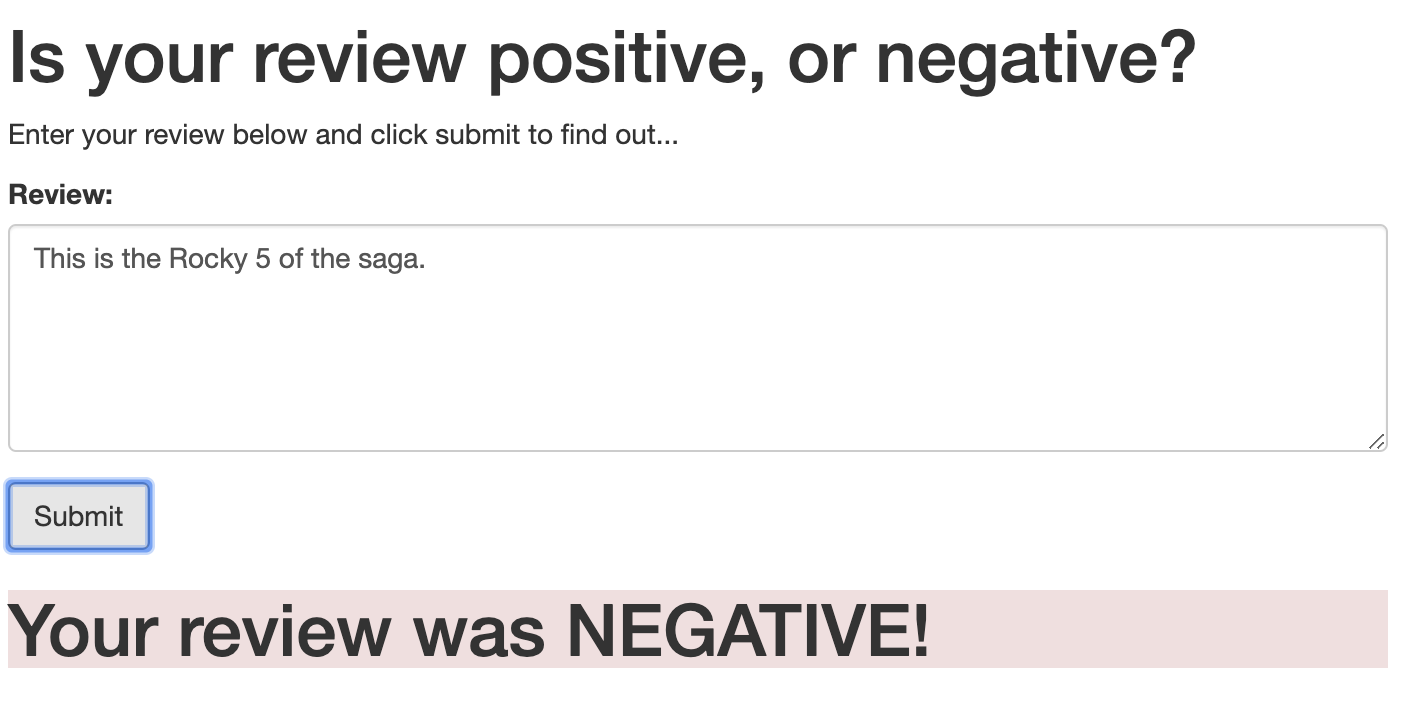 Is your review positive, or negative?
Enter your review below and click submit to find out...
Review:
This is the Rocky 5 of the saga.
Submit
Your review was NEGATIVE!